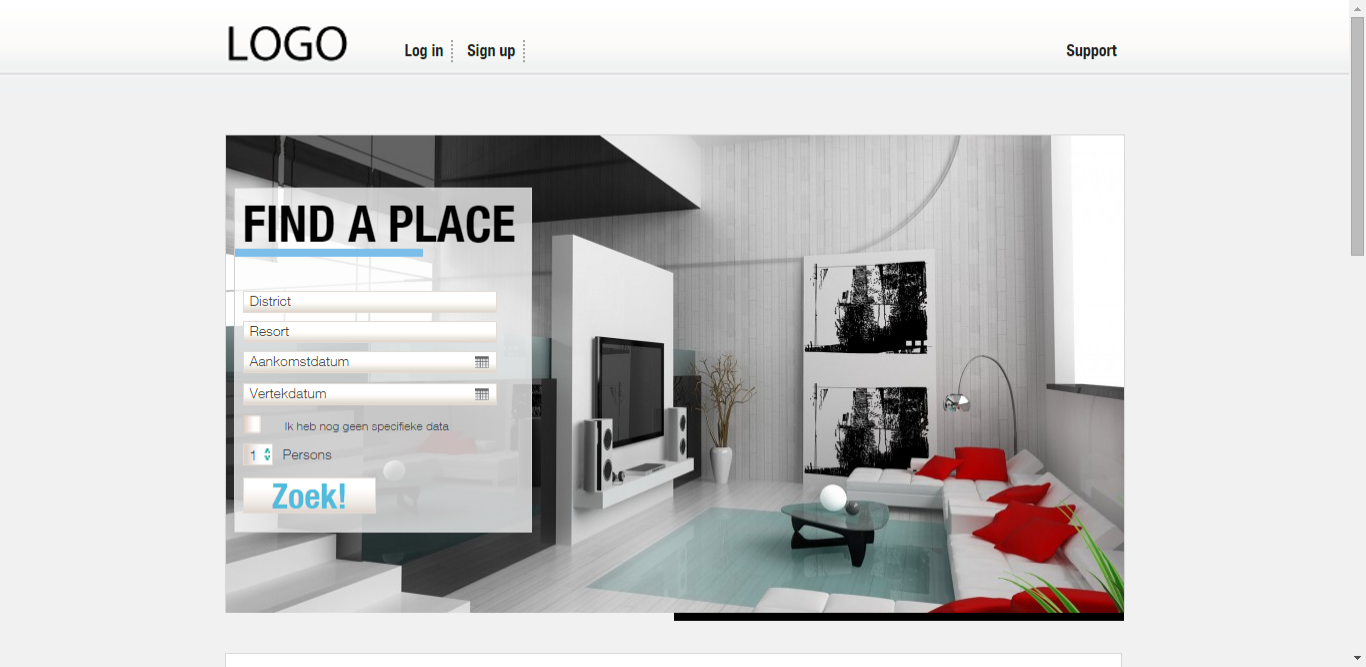 LOGO
Log in
Sign up
Support
FIND A PLACE
District
Resort
Aankomstdatum
Vertekdatum
Ik heb nog geen specifieke data
1 Persons
Zoek!